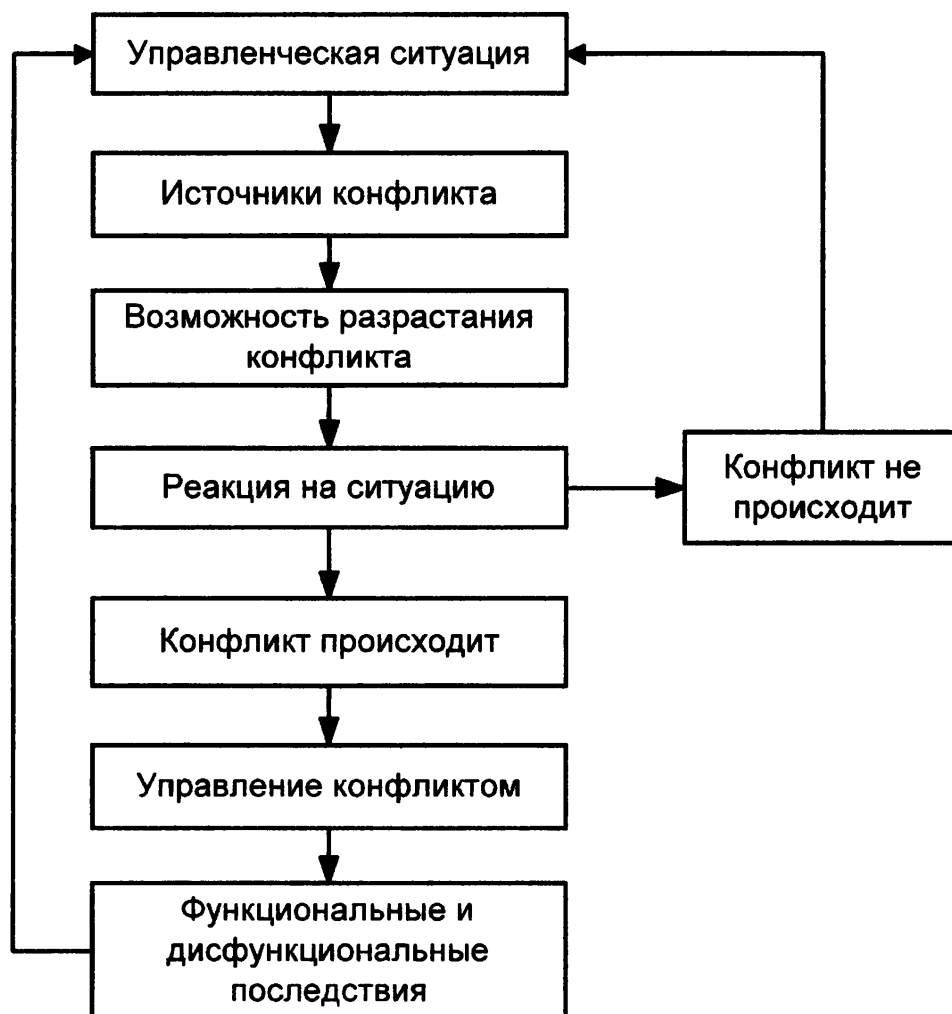 Управленческая ситуация
Источники конфликта
Возможность разрастания
конфликта
Реакция на ситуацию
Конфликт не
происходит
Конфликт происходит
Управление конфликтом
Функциональные и
дисфункциональные
последствия